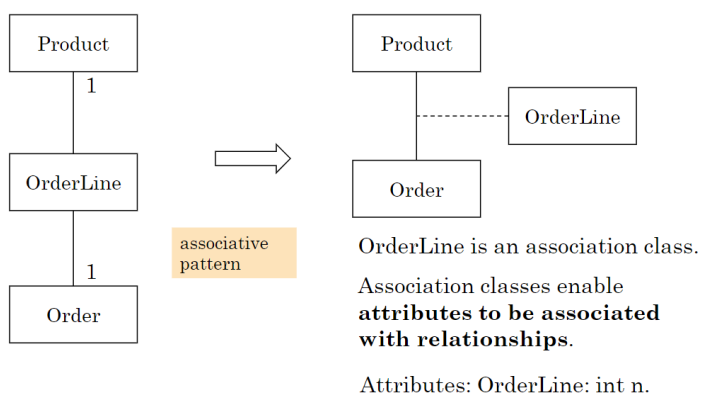 Product
1
OrderLine
1
Order
associative
pattern
Product
OrderLine
Order
OrderLine is an association class.
Association classes enable
attributes to be associated
with relationships.
Attributes: OrderLine: int n.